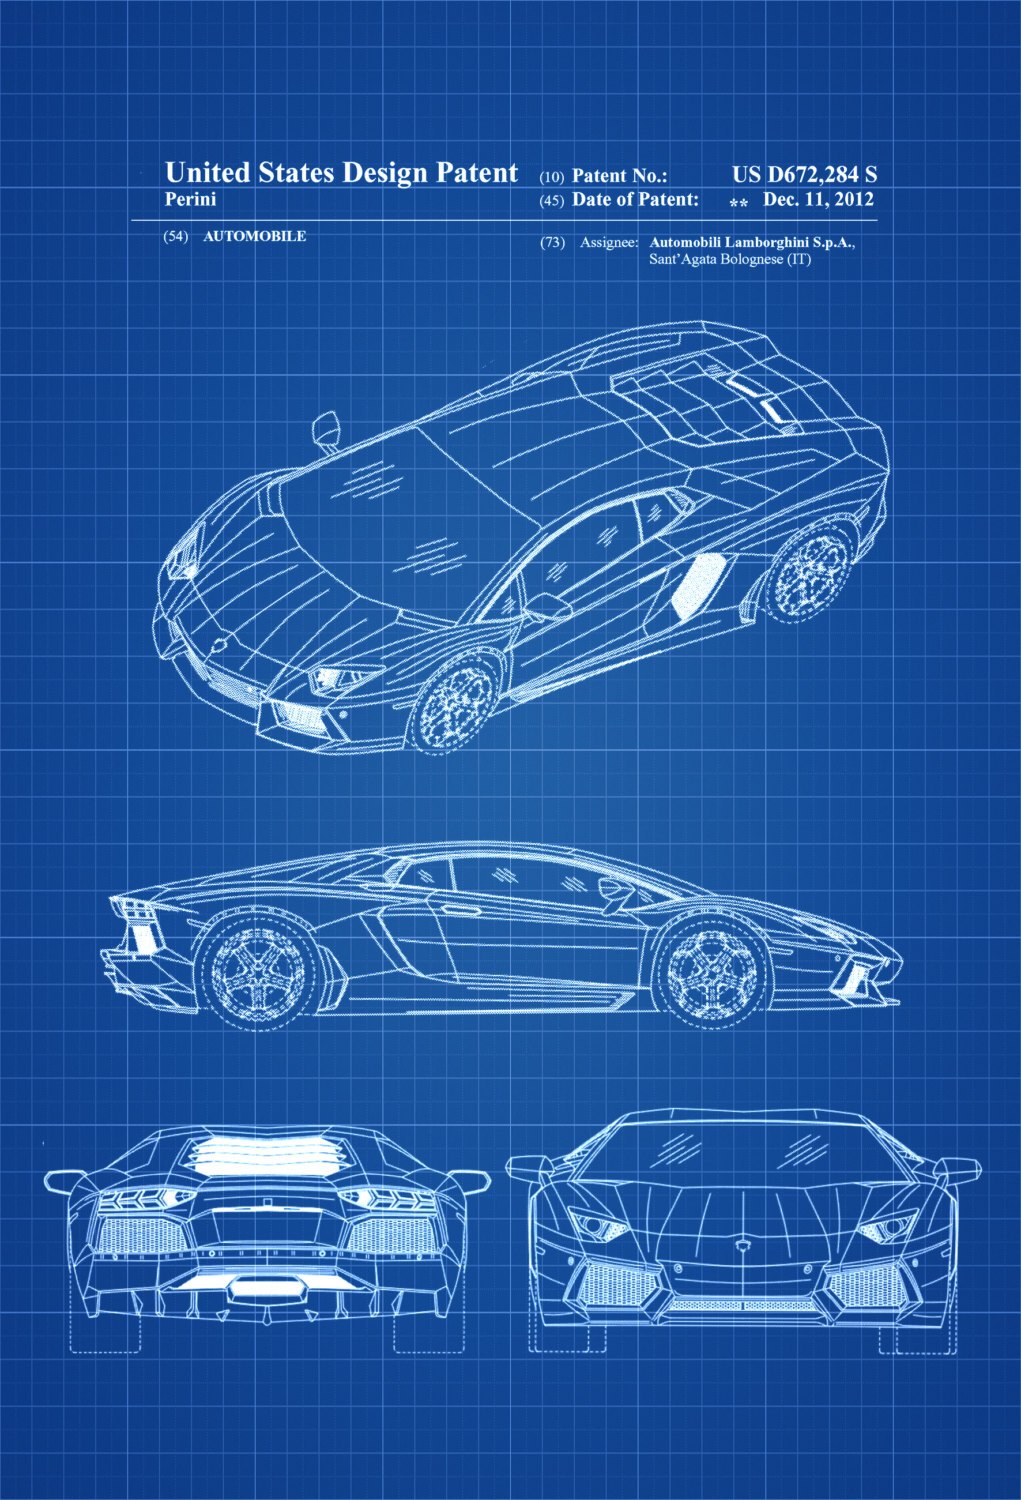 United States Design Patent
Perini
(10) Patent No.: US D672,284 S
(45) Date of Patent: ** Dec. 11, 2012
(54) AUTOMOBILE
(73) Assignee: Automobili Lamborghini S.p.A.,
Sant'Agata Bolognese (IT)